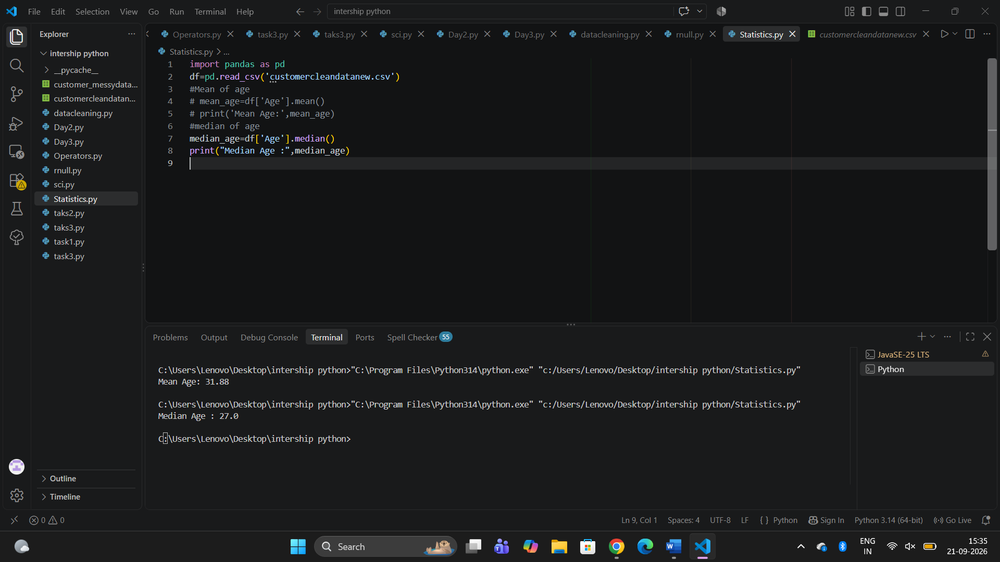 File Edit Selection View Go Run Terminal Help
intership python
Explorer
intership python
__pycache__
customer_messydata...
customercleandatan...
datacleaning.py
Day2.py
Day3.py
Operators.py
rnull.py
sci.py
Statistics.py
taks2.py
taks3.py
task1.py
task3.py
Outline
Timeline
Operators.py task3.py taks3.py sci.py Day2.py Day3.py datacleaning.py rnull.py Statistics.py customercleandatanew.csv
Statistics.py > ...
1 import pandas as pd
2 df=pd.read_csv('customercleandatanew.csv')
3 #Mean of age
4 # mean_age=df['Age'].mean()
5 # print('Mean Age:',mean_age)
6 #median of age
7 median_age=df['Age'].median()
8 print("Median Age :",median_age)
9
Problems Output Debug Console Terminal Ports Spell Checker 55
C:\Users\Lenovo\Desktop\intership python>"C:\Program Files\Python314\python.exe" "c:/Users/Lenovo/Desktop/intership python/Statistics.py"
Mean Age: 31.88
C:\Users\Lenovo\Desktop\intership python>"C:\Program Files\Python314\python.exe" "c:/Users/Lenovo/Desktop/intership python/Statistics.py"
Median Age : 27.0
C:\Users\Lenovo\Desktop\intership python>
JavaSE-25 LTS
Python
0 0
Ln 9, Col 1 Spaces: 4 UTF-8 LF { } Python Sign In Python 3.14 (64-bit) Go Live
Search
ENG
IN
15:35
21-09-2026